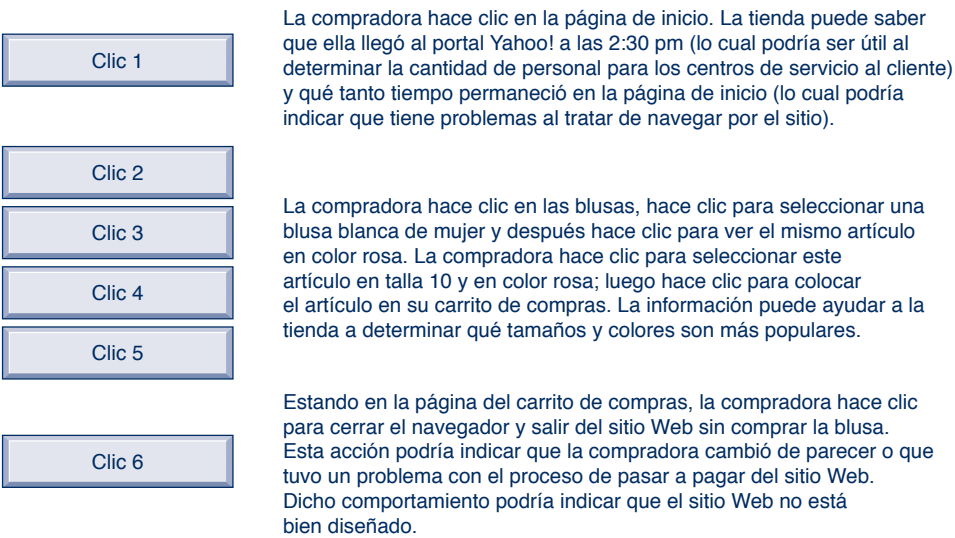 Clic 1
La compradora hace clic en la página de inicio. La tienda puede saber
que ella llegó al portal Yahoo! a las 2:30 pm (lo cual podría ser útil al
determinar la cantidad de personal para los centros de servicio al cliente)
y qué tanto tiempo permaneció en la página de inicio (lo cual podría
indicar que tiene problemas al tratar de navegar por el sitio).
Clic 2
Clic 3
Clic 4
Clic 5
La compradora hace clic en las blusas, hace clic para seleccionar una
blusa blanca de mujer y después hace clic para ver el mismo artículo
en color rosa. La compradora hace clic para seleccionar este
artículo en talla 10 y en color rosa; luego hace clic para colocar
el artículo en su carrito de compras. La información puede ayudar a la
tienda a determinar qué tamaños y colores son más populares.
Clic 6
Estando en la página del carrito de compras, la compradora hace clic
para cerrar el navegador y salir del sitio Web sin comprar la blusa.
Esta acción podría indicar que la compradora cambió de parecer o que
tuvo un problema con el proceso de pasar a pagar del sitio Web.
Dicho comportamiento podría indicar que el sitio Web no está
bien diseñado.